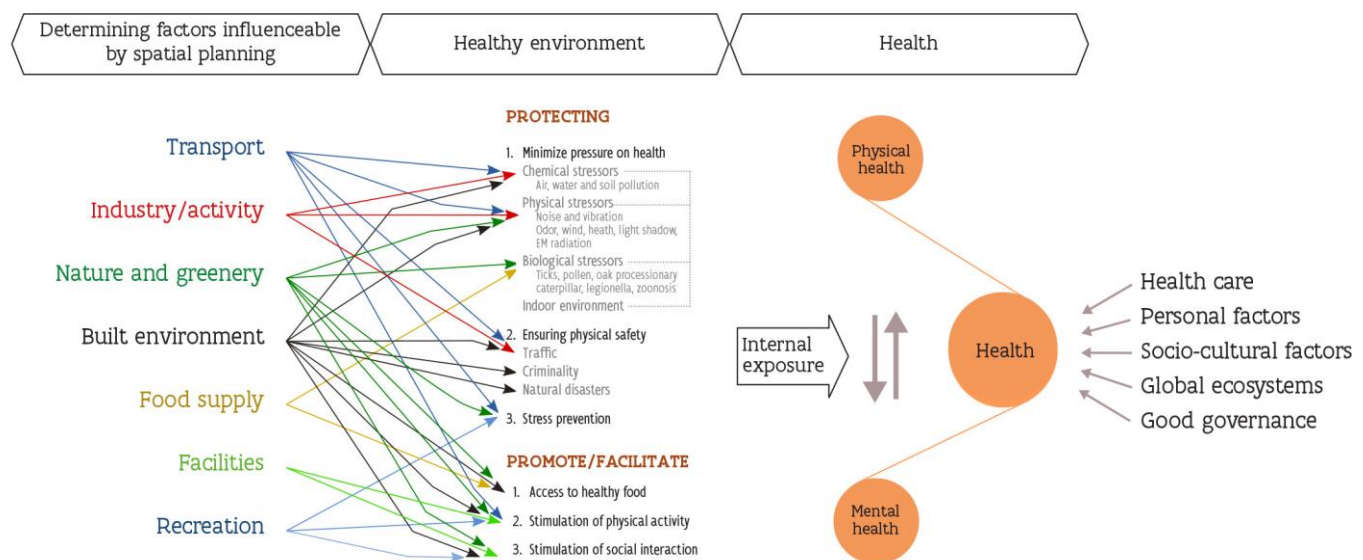 Determining factors influenceable
by spatial planning
Healthy environment
Health
Transport
Industry/activity
Nature and greenery
Built environment
Food supply
Facilities
Recreation
PROTECTING
1. Minimize pressure on health
Chemical stressors
Air, water and soil pollution
Physical stressors
Noise and vibration
Odor, wind, heath, light shadow,
EM radiation
Biological stressors
Ticks, pollen, oak processionary
caterpillar, legionella, zoonosis
Indoor environment
2. Ensuring physical safety
Traffic
Criminality
Natural disasters
3. Stress prevention
PROMOTE/FACILITATE
1. Access to healthy food
2. Stimulation of physical activity
3. Stimulation of social interaction
Internal
exposure
Physical
health
Health
Mental
health
Health care
Personal factors
Socio-cultural factors
Global ecosystems
Good governance